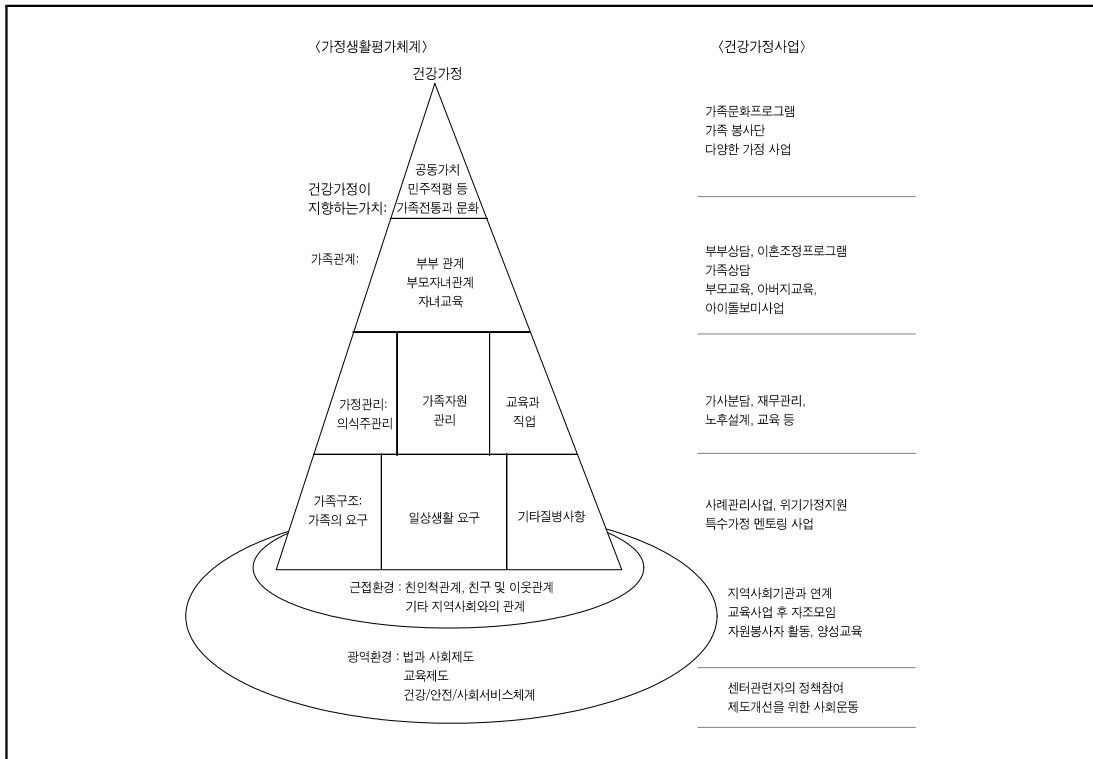 〈가정생활평가체계〉
건강가정
공동가치
민주적평 등
가족전통과 문화
건강가정이
지향하는가치:
가족관계:
부부 관계
부모자녀관계
자녀교육
가정관리:
의식주관리
가족자원
관리
교육과
직업
가족구조:
가족의 요구
일상생활 요구
기타질병사항
근접환경 : 친인척관계, 친구 및 이웃관계
기타 지역사회와의 관계
광역환경 : 법과 사회제도
교육제도
건강/안전/사회서비스체계
〈건강가정사업〉
가족문화프로그램
가족 봉사단
다양한 가정 사업
부부상담, 이혼조정프로그램
가족상담
부모교육, 아버지교육,
아이돌보미사업
가사분담, 재무관리,
노후설계, 교육 등
사례관리사업, 위기가정지원
특수가정 멘토링 사업
지역사회기관과 연계
교육사업 후 자조모임
자원봉사자 활동, 양성교육
센터관련자의 정책참여
제도개선을 위한 사회운동